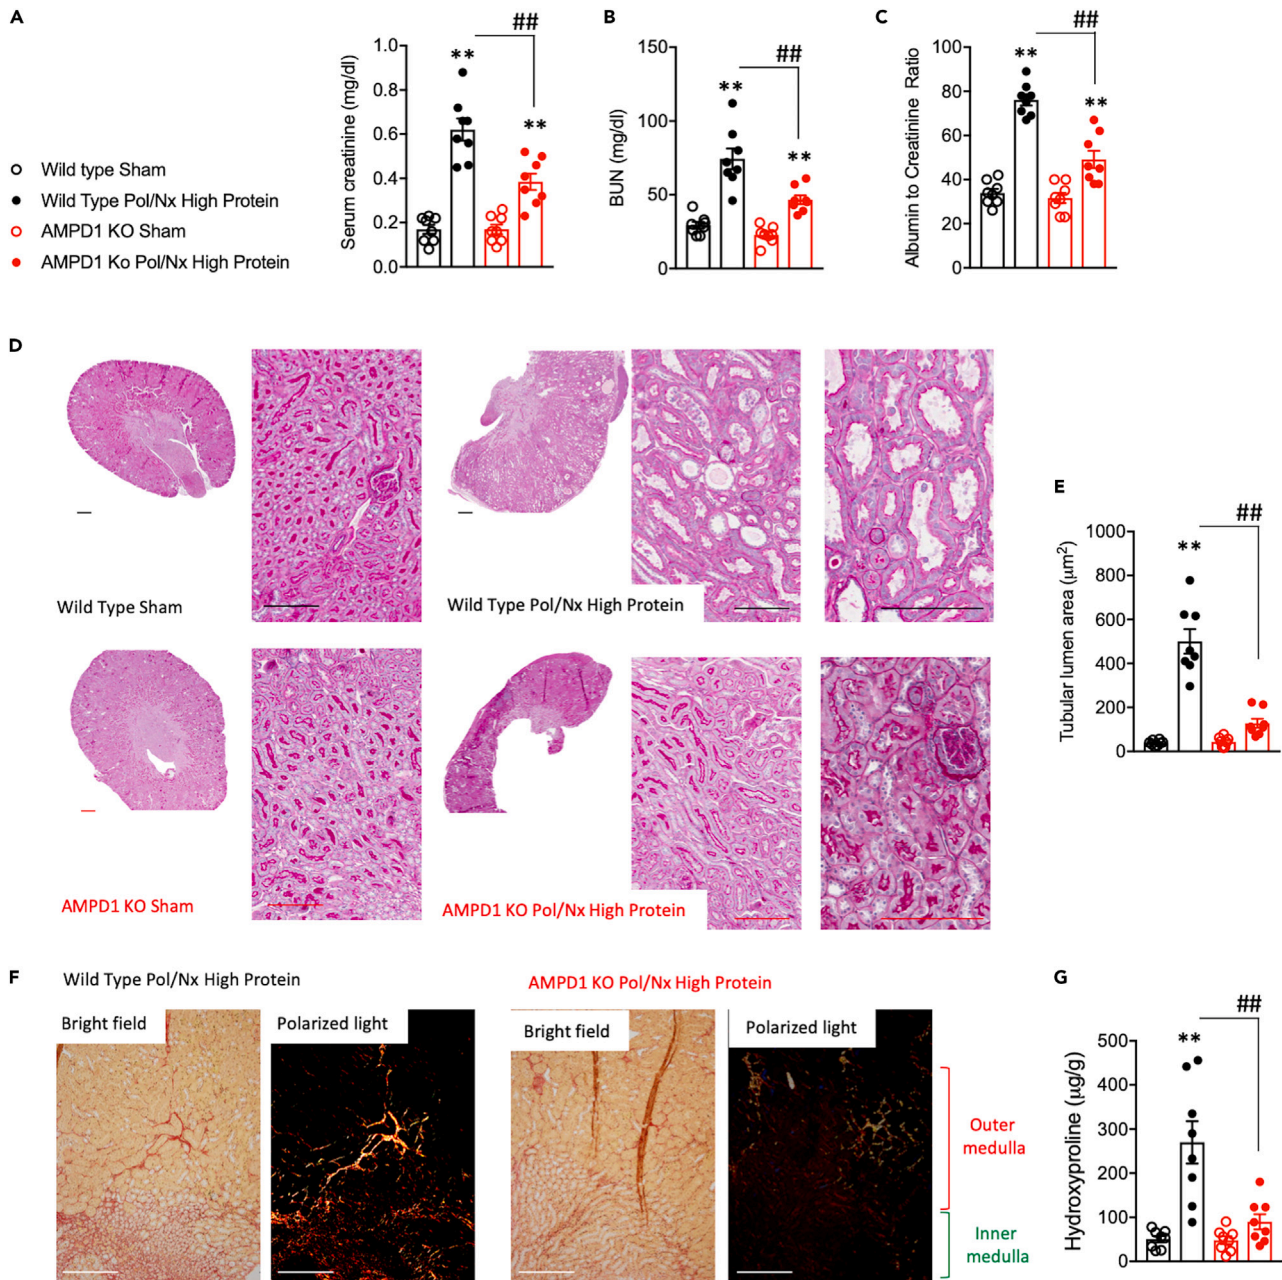 A
Serum creatinine (mg/dl)
1.0
0.8
0.6
0.4
0.2
0.0
**
**
##
B
BUN (mg/dl)
150
100
50
0
**
**
##
C
Albumin to Creatinine Ratio
100
80
60
40
20
0
**
**
##
Wild type Sham
Wild Type Pol/Nx High Protein
AMPD1 KO Sham
AMPD1 Ko Pol/Nx High Protein
D
Wild Type Sham
Wild Type Pol/Nx High Protein
AMPD1 KO Sham
AMPD1 KO Pol/Nx High Protein
E
Tubular lumen area (μm²)
1000
800
600
400
200
0
**
##
F
Wild Type Pol/Nx High Protein
AMPD1 KO Pol/Nx High Protein
Bright field
Polarized light
Bright field
Polarized light
Outer
medulla
Inner
medulla
G
Hydroxyproline (μg/g)
500
400
300
200
100
0
**
##